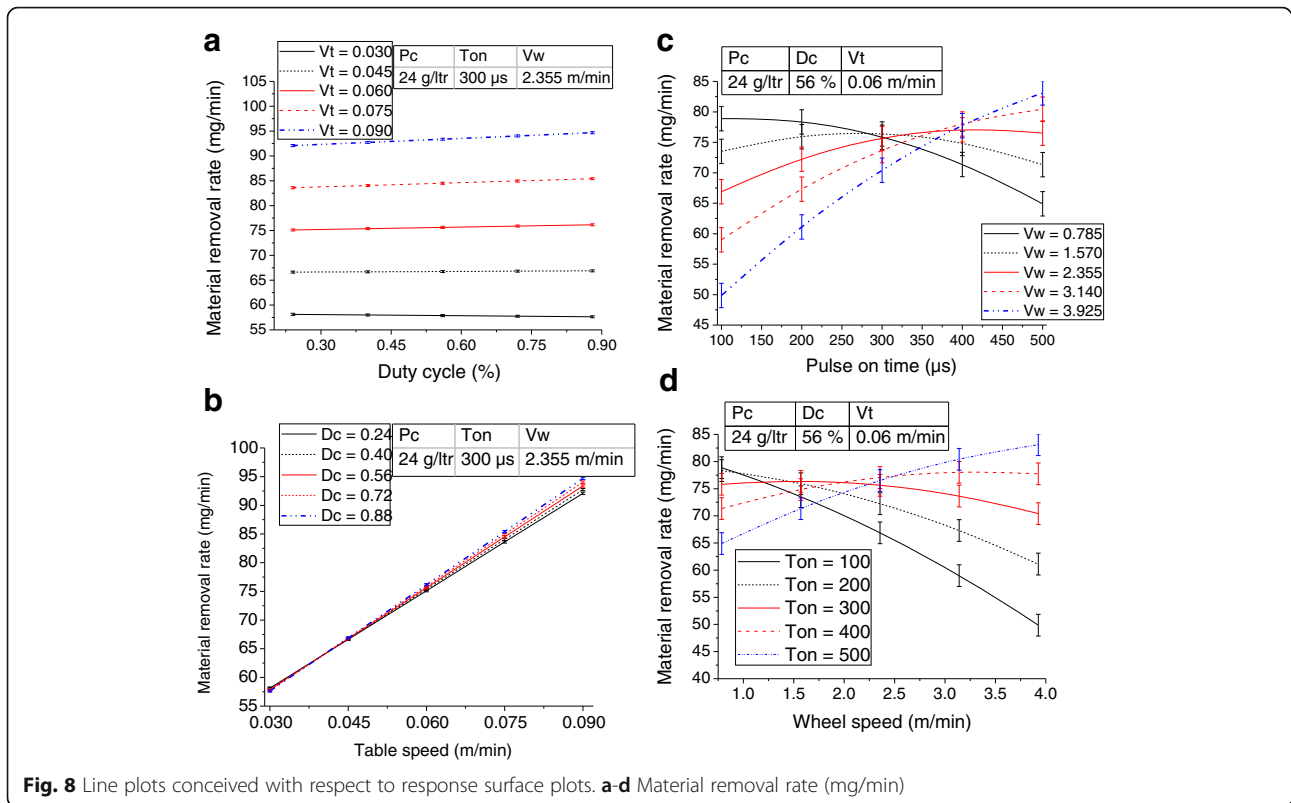 a
Vt = 0.030
Vt = 0.045
Vt = 0.060
Vt = 0.075
Vt = 0.090
Pc Ton Vw
24 g/ltr 300 µs 2.355 m/min
105
100
95
90
85
80
75
70
65
60
55
Material removal rate (mg/min)
0.30 0.45 0.60 0.75 0.90
Duty cycle (%)
b
Dc = 0.24
Dc = 0.40
Dc = 0.56
Dc = 0.72
Dc = 0.88
Pc Ton Vw
24 g/ltr 300 µs 2.355 m/min
100
95
90
85
80
75
70
65
60
55
Material removal rate (mg/min)
0.030 0.045 0.060 0.075 0.090
Table speed (m/min)
c
Pc Dc Vt
24 g/ltr 56 % 0.06 m/min
85
80
75
70
65
60
55
50
45
Material removal rate (mg/min)
Vw = 0.785
Vw = 1.570
Vw = 2.355
Vw = 3.140
Vw = 3.925
100 150 200 250 300 350 400 450 500
Pulse on time (µs)
d
Pc Dc Vt
24 g/ltr 56 % 0.06 m/min
85
80
75
70
65
60
55
50
45
40
Material removal rate (mg/min)
Ton = 100
Ton = 200
Ton = 300
Ton = 400
Ton = 500
1.0 1.5 2.0 2.5 3.0 3.5 4.0
Wheel speed (m/min)
Fig. 8 Line plots conceived with respect to response surface plots. a-d Material removal rate (mg/min)